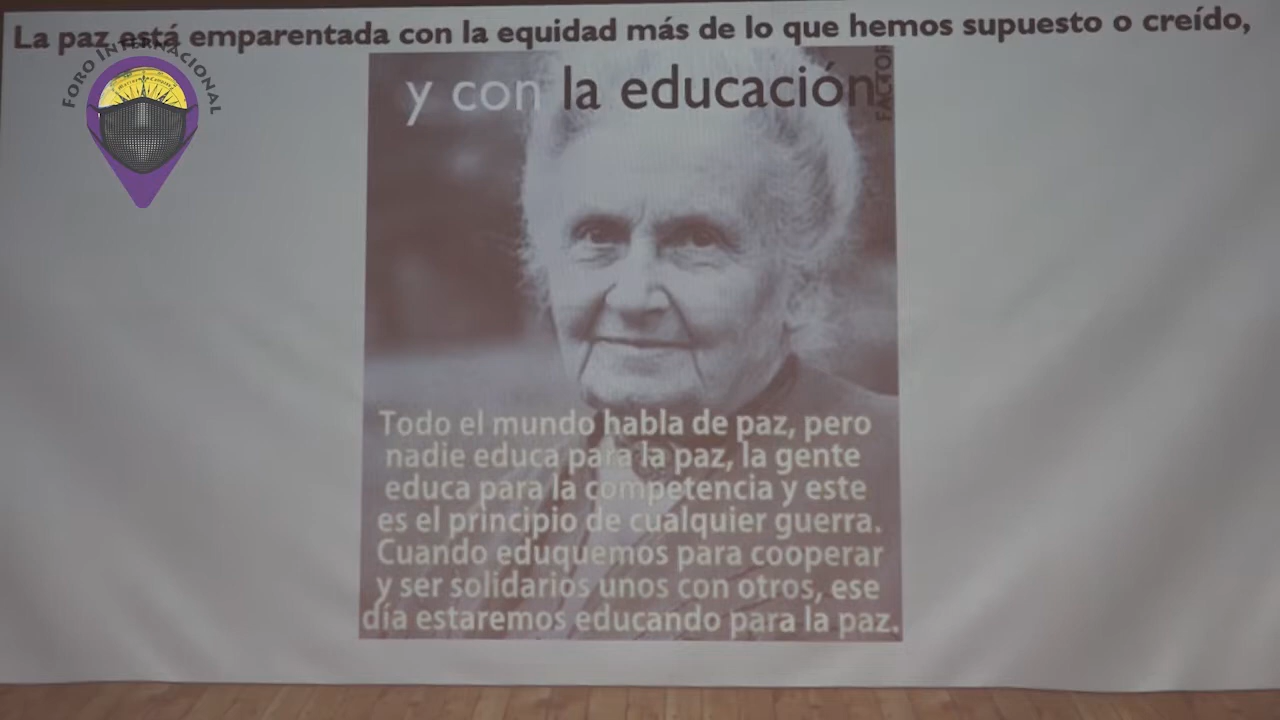 La paz está emparentada con la equidad más de lo que hemos supuesto o creído,
FORO INTERNACIONAL
y con la educación
FACTOR
Todo el mundo habla de paz, pero
nadie educa para la paz, la gente
educa para la competencia y este
es el principio de cualquier guerra.
Cuando eduquemos para cooperar
y ser solidarios unos con otros, ese
día estaremos educando para la paz.